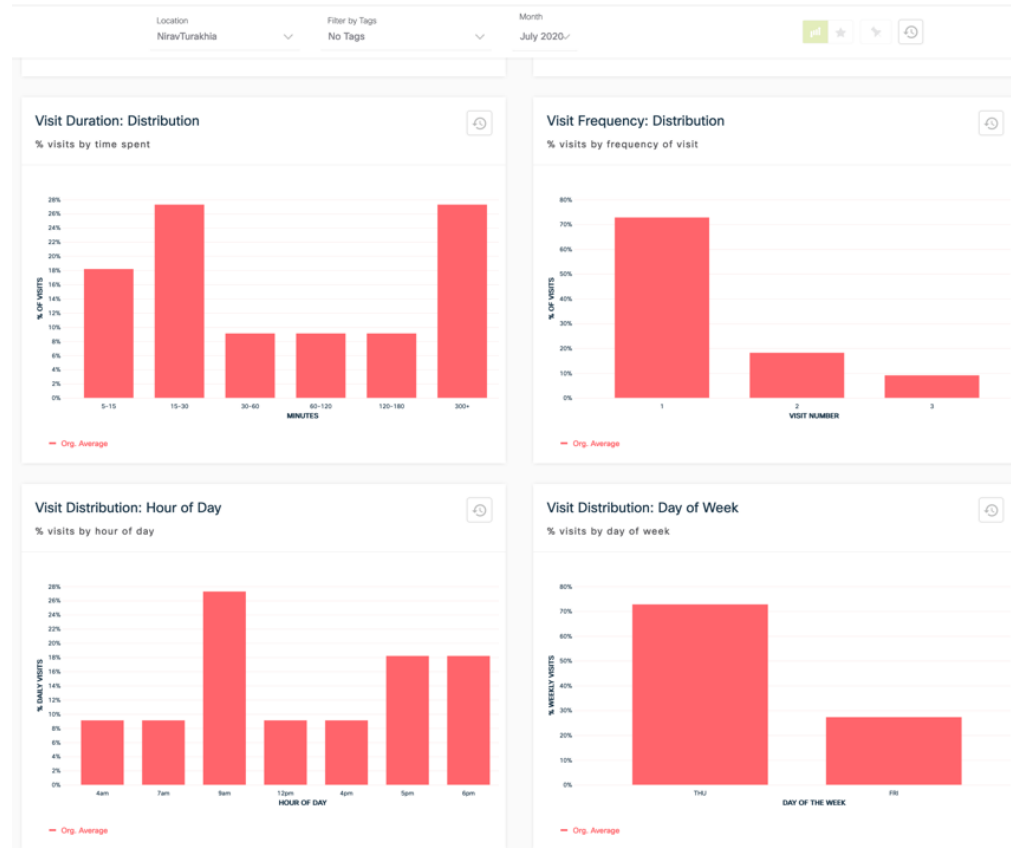 Location
Filter by Tags
Month
NiravTurakhia
No Tags
July 2020
Visit Duration: Distribution
% visits by time spent
28%
26%
24%
22%
20%
18%
16%
14%
12%
10%
8%
6%
4%
2%
0%
% OF VISITS
5-15 15-30 30-60 60-120 120-180 300+
MINUTES
Org. Average
Visit Frequency: Distribution
% visits by frequency of visit
80%
70%
60%
50%
40%
30%
20%
10%
0%
% OF VISITS
1 2 3
VISIT NUMBER
Org. Average
Visit Distribution: Hour of Day
% visits by hour of day
28%
26%
24%
22%
20%
18%
16%
14%
12%
10%
8%
6%
4%
2%
0%
% DAILY VISITS
4am 7am 9am 12pm 4pm 5pm 6pm
HOUR OF DAY
Org. Average
Visit Distribution: Day of Week
% visits by day of week
80%
70%
60%
50%
40%
30%
20%
10%
0%
% WEEKLY VISITS
THU FRI
DAY OF THE WEEK
Org. Average